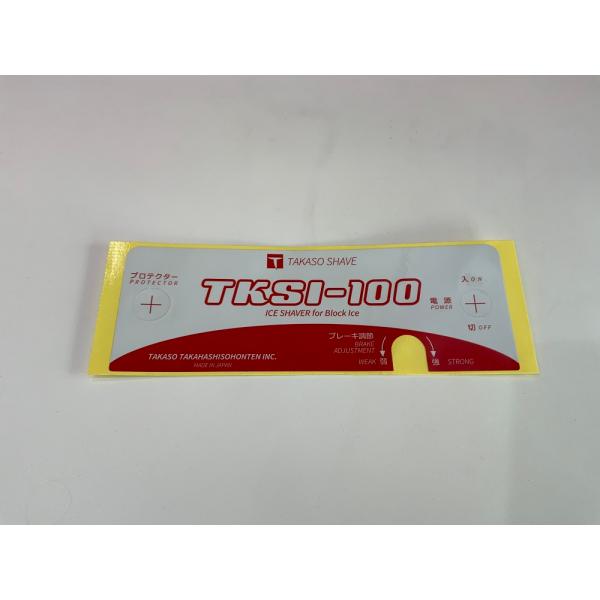 T TAKASO SHAVE
プロテクター
PROTECTOR
TKSI-100
ICE SHAVER for Block Ice
電源
POWER
入 ON
切 OFF
ブレーキ調節
BRAKE
ADJUSTMENT
WEAK 弱
強 STRONG
TAKASO TAKAHASHISOHONTEN INC.
MADE IN JAPAN